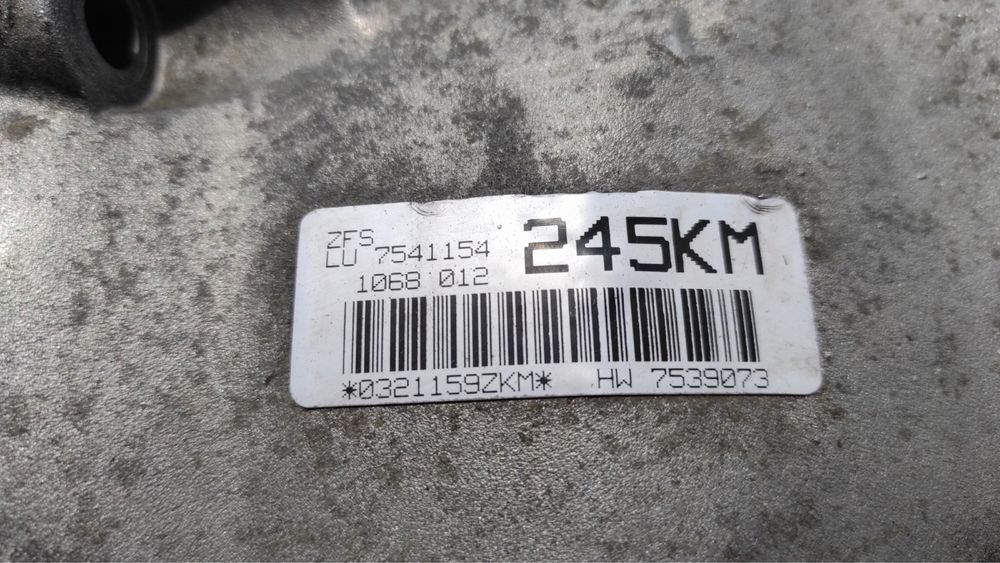 ZFS
LU 7541154
245KM
1068 012
*0321159ZKM* HW 7539073